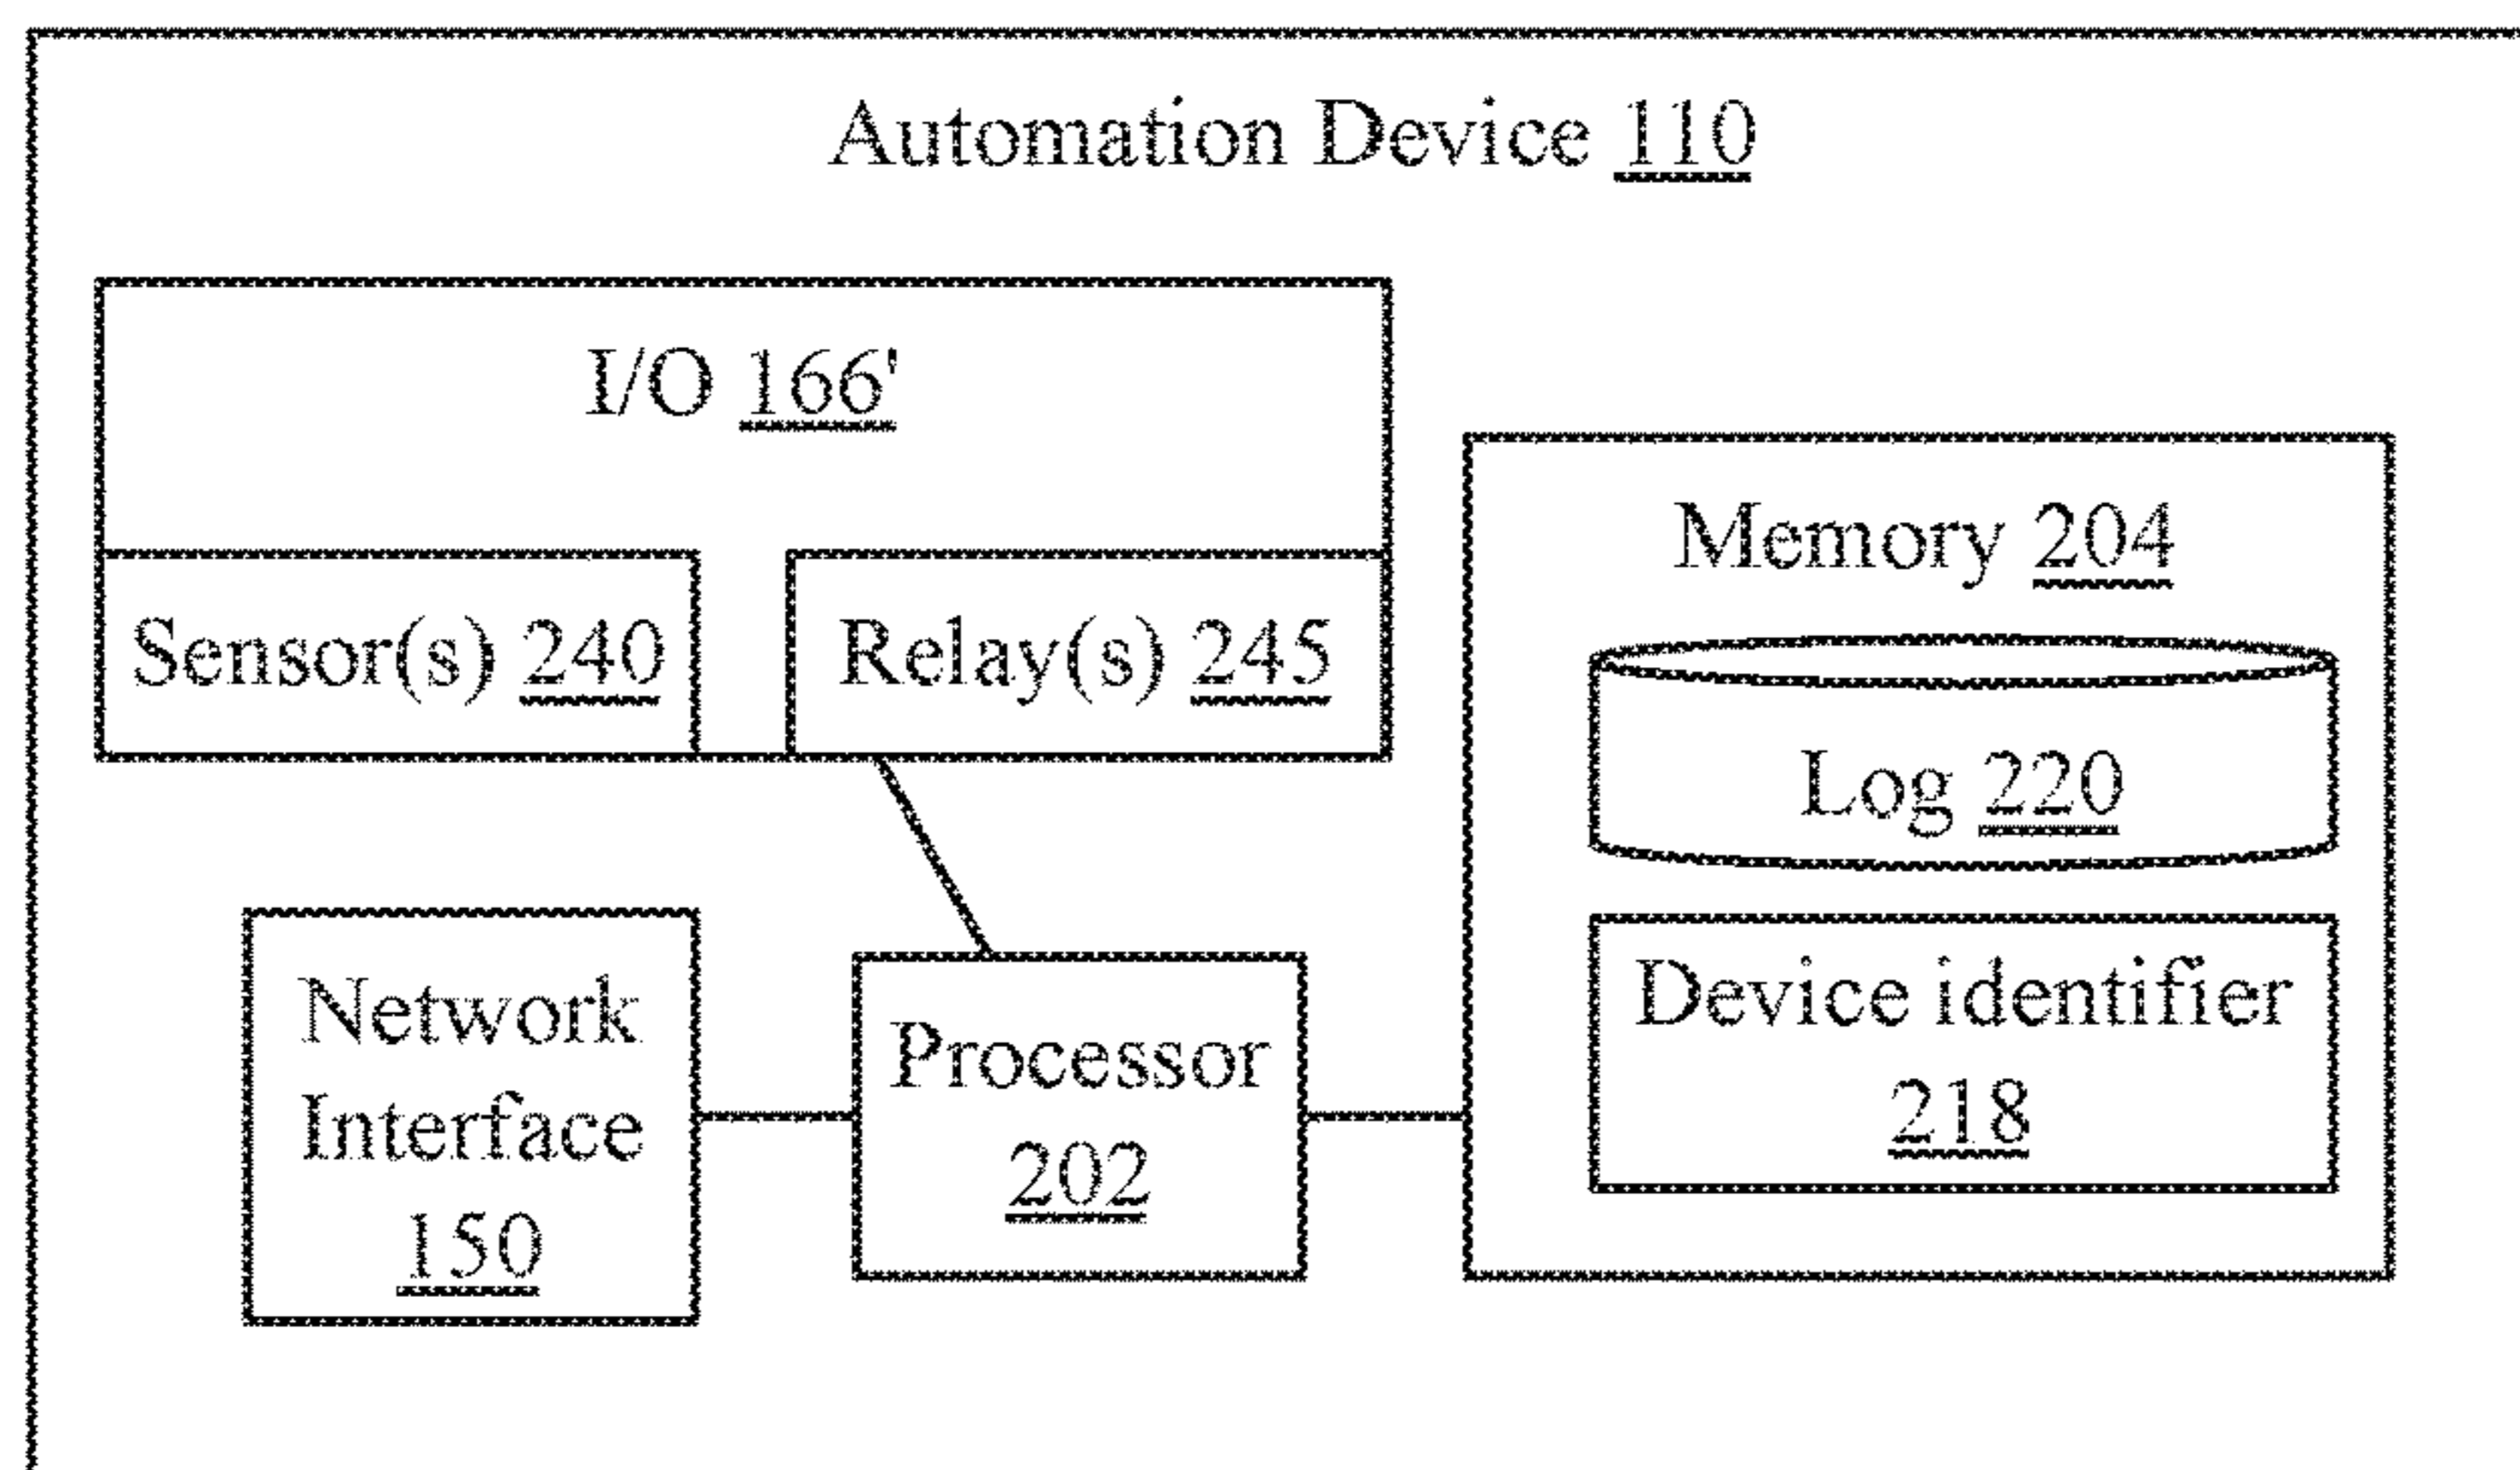 Automation Device 110
I/O 166'
Sensor(s) 240
Relay(s) 245
Memory 204
Log 220
Device identifier
218
Network
Interface
150
Processor
202